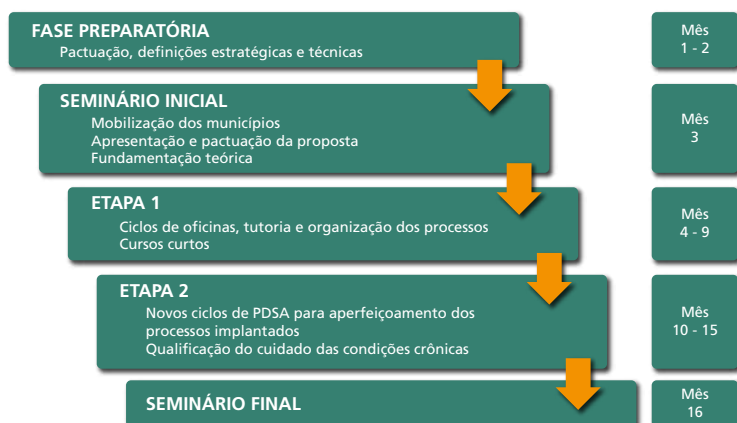 FASE PREPARATÓRIA
Pactuação, definições estratégicas e técnicas
Mês
1 - 2
SEMINÁRIO INICIAL
Mobilização dos municípios
Apresentação e pactuação da proposta
Fundamentação teórica
Mês
3
ETAPA 1
Ciclos de oficinas, tutoria e organização dos processos
Cursos curtos
Mês
4 - 9
ETAPA 2
Novos ciclos de PDSA para aperfeiçoamento dos
processos implantados
Qualificação do cuidado das condições crônicas
Mês
10 - 15
SEMINÁRIO FINAL
Mês
16